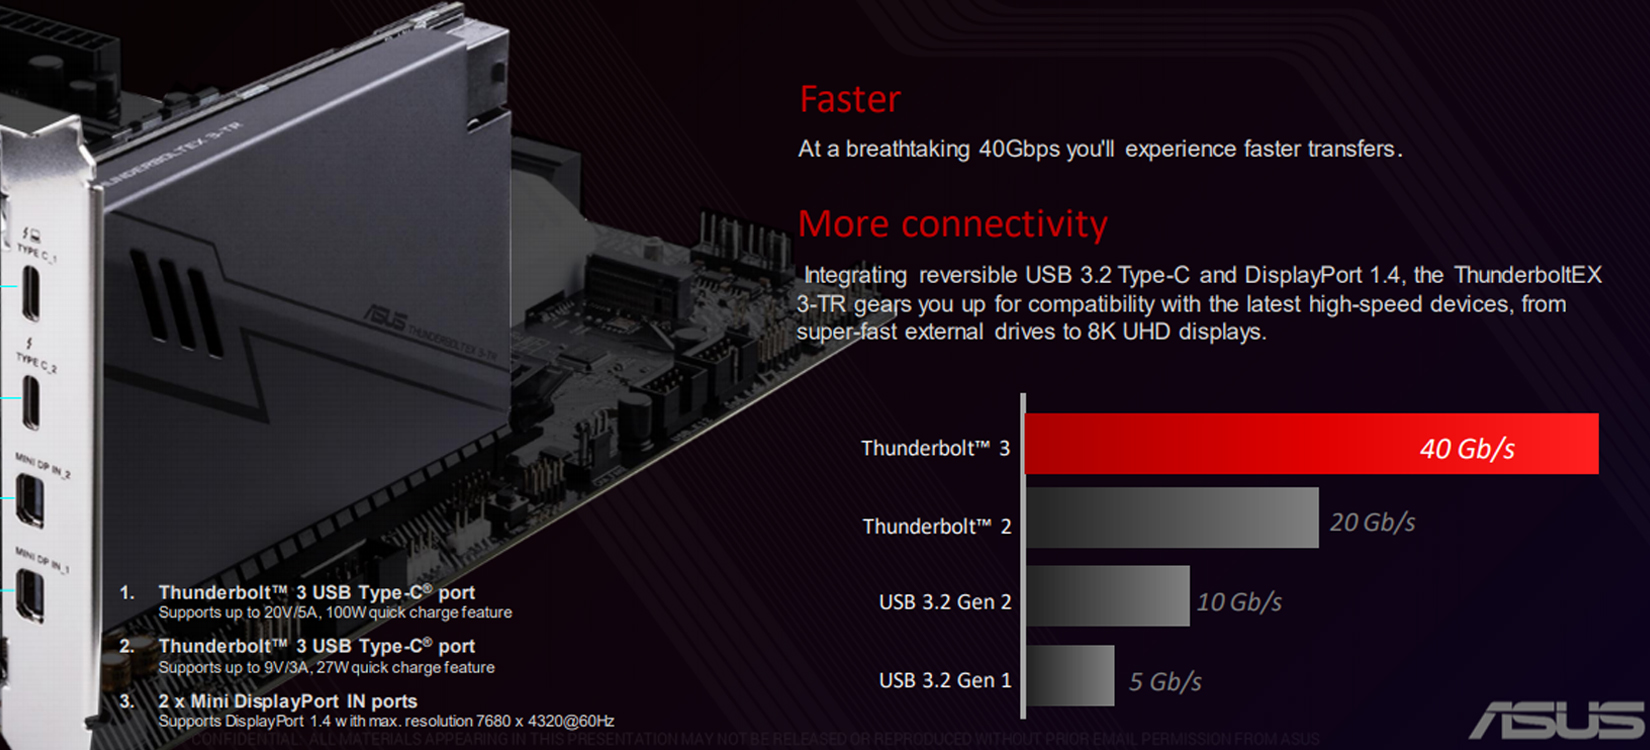 THUNDERBOLTEX 3-TR
TYPE C_1
TYPE C_2
MINI DP IN_2
MINI DP IN_1
ASUS THUNDERBOLTEX 3-TR
1. Thunderbolt™ 3 USB Type-C® port
Supports up to 20V/5A, 100W quick charge feature
2. Thunderbolt™ 3 USB Type-C® port
Supports up to 9V/3A, 27W quick charge feature
3. 2 x Mini DisplayPort IN ports
Supports DisplayPort 1.4 with max. resolution 7680 x 4320@60Hz
Faster
At a breathtaking 40Gbps you'll experience faster transfers.
More connectivity
Integrating reversible USB 3.2 Type-C and DisplayPort 1.4, the ThunderboltEX
3-TR gears you up for compatibility with the latest high-speed devices, from
super-fast external drives to 8K UHD displays.
Thunderbolt™ 3 40 Gb/s
Thunderbolt™ 2 20 Gb/s
USB 3.2 Gen 2 10 Gb/s
USB 3.2 Gen 1 5 Gb/s
ASUS
CONFIDENTIAL: ALL MATERIALS APPEARING IN THIS PRESENTATION MAY NOT BE RELEASED OR REPRODUCED WITHOUT PRIOR EMAIL PERMISSION FROM ASUS